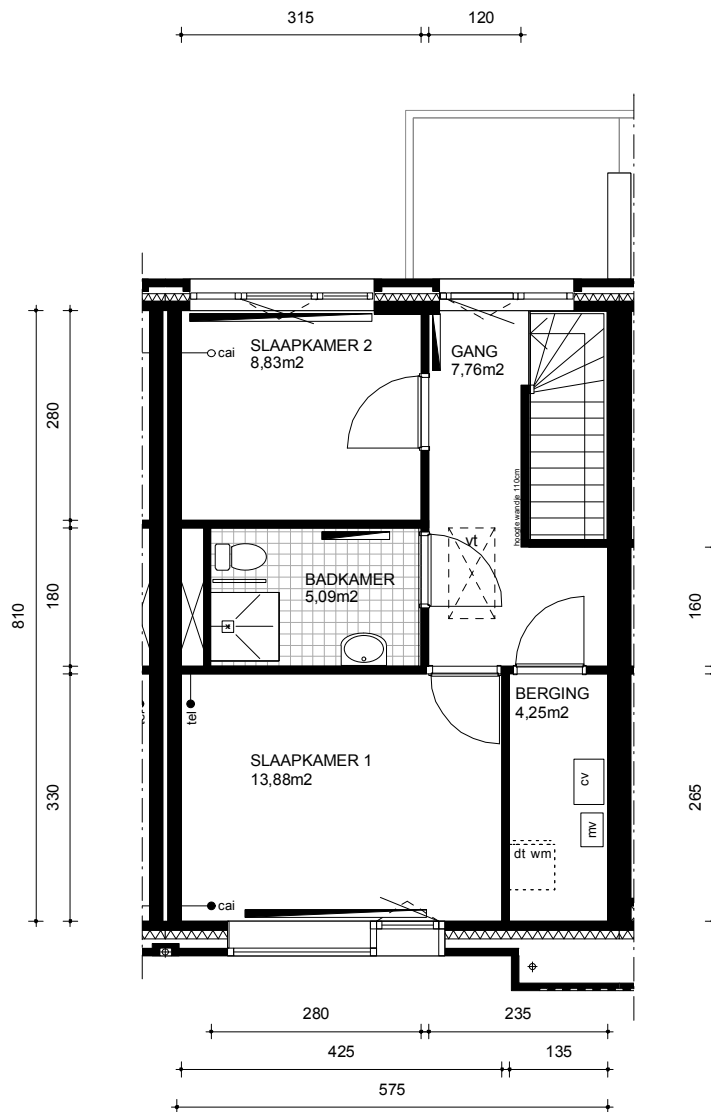 315
120
SLAAPKAMER 2
8,83m2
cai
GANG
7,76m2
280
hoogte wandje 110cm
vt
BADKAMER
5,09m2
180
810
160
tel
BERGING
4,25m2
SLAAPKAMER 1
13,88m2
cv
mv
330
265
dt wm
cai
280
235
425
135
575